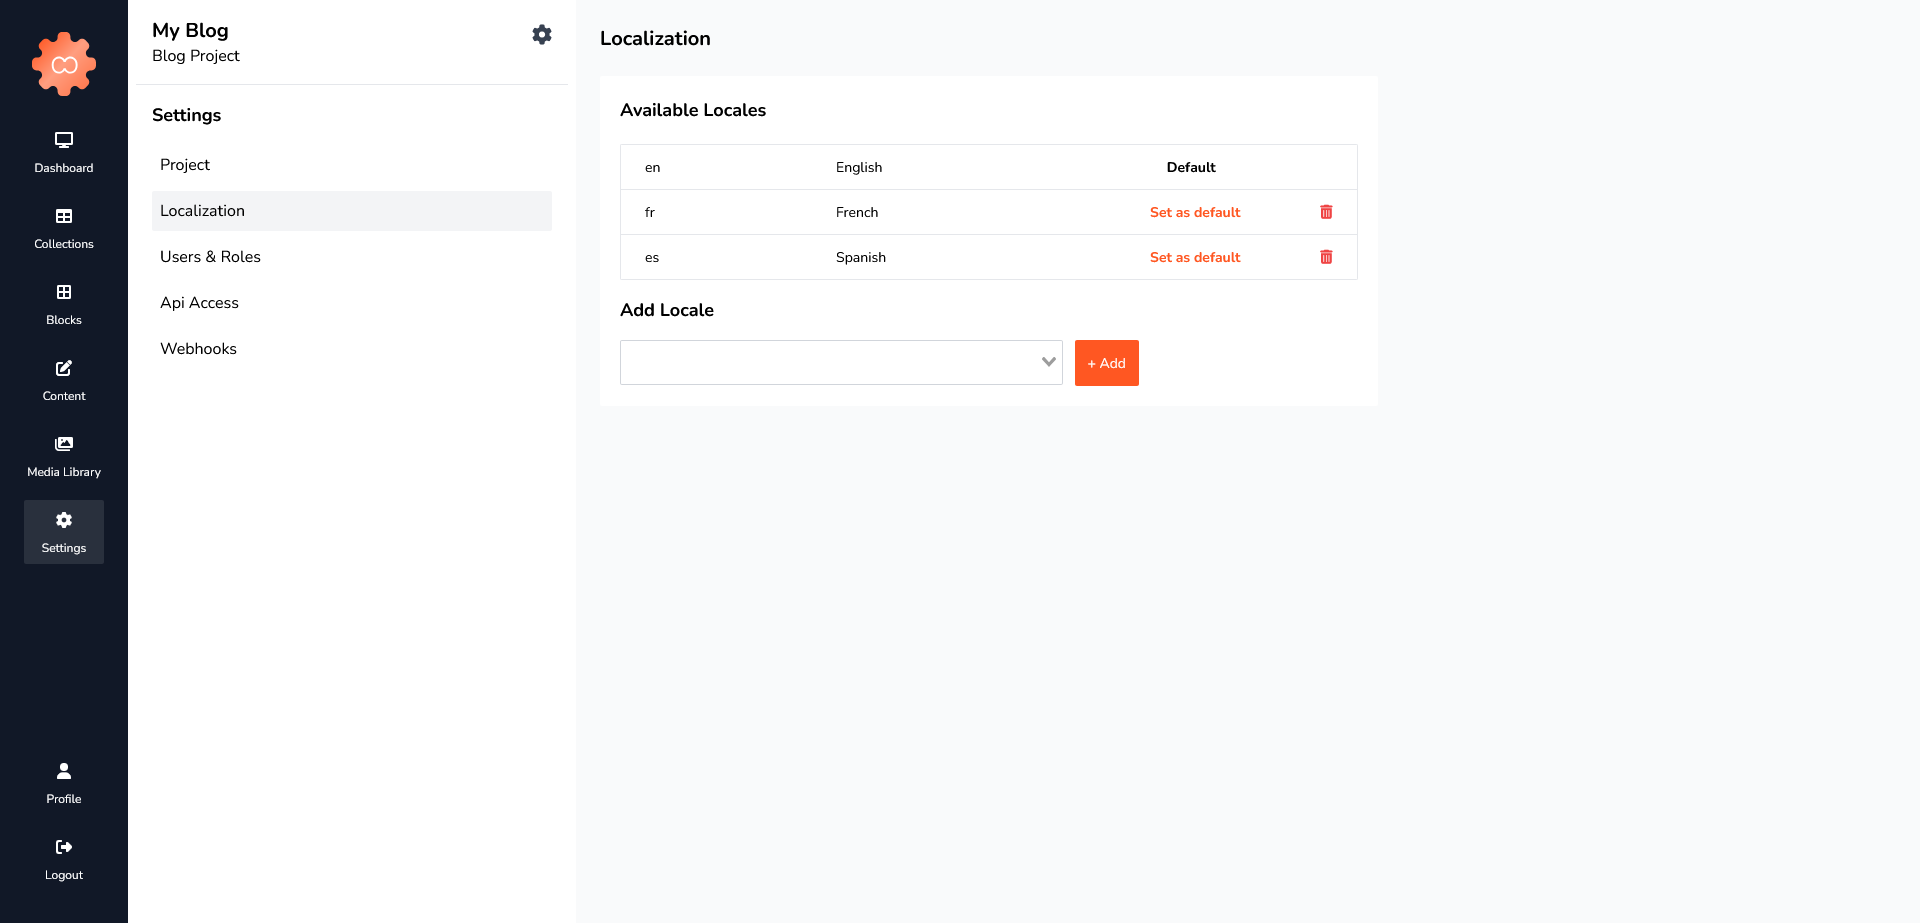 Dashboard
Collections
Blocks
Content
Media Library
Settings
Profile
Logout
My Blog
Blog Project
Settings
Project
Localization
Users & Roles
Api Access
Webhooks
Localization
Available Locales
en English Default
fr French Set as default
es Spanish Set as default
Add Locale
+ Add